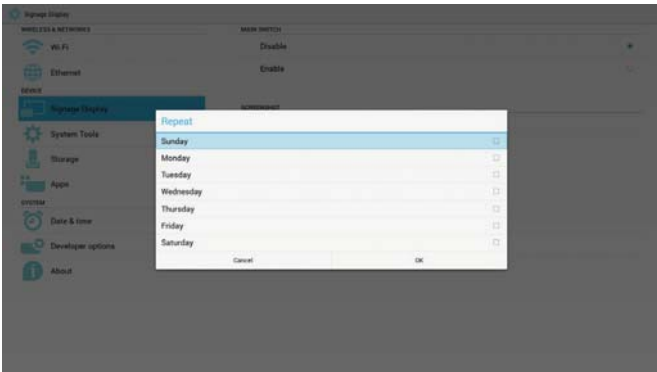 Signage Display
WIRELESS & NETWORKS
Wi-Fi
Ethernet
DEVICE
Signage Display
System Tools
Storage
Apps
SYSTEM
Date & time
Developer options
About
MAIN SWITCH
Disable
Enable
SCREENSHOT
Repeat
Sunday
Monday
Tuesday
Wednesday
Thursday
Friday
Saturday
Cancel OK